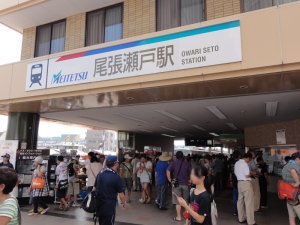 MEITETSU 尾張瀬戸駅 OWARI SETO
STATION